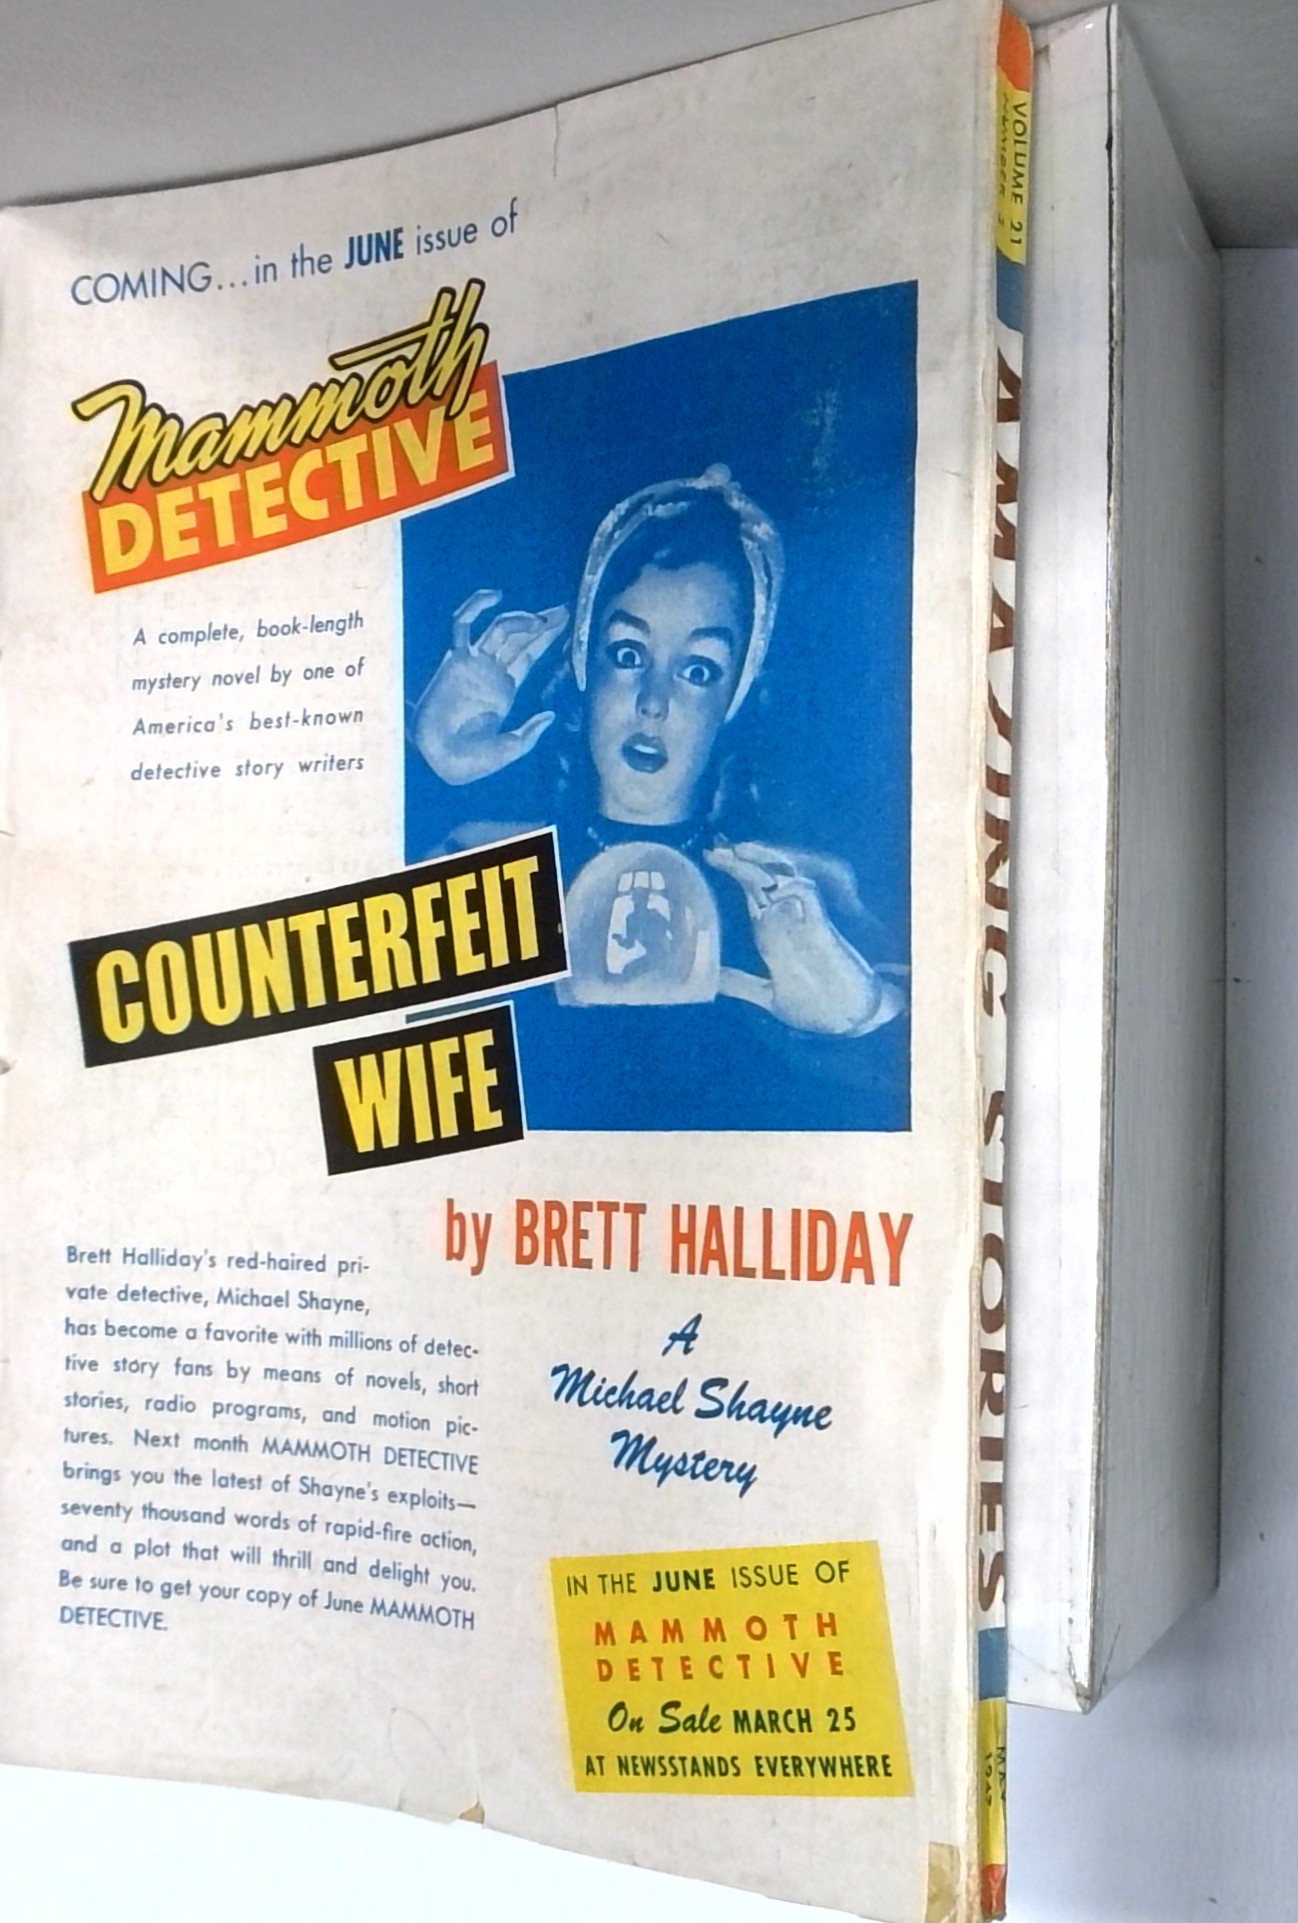 COMING...in the JUNE issue of
Mammoth
DETECTIVE
A complete, book-length
mystery novel by one of
America's best-known
detective story writers
COUNTERFEIT
WIFE
by BRETT HALLIDAY
Brett Halliday's red-haired pri-
vate detective, Michael Shayne,
has become a favorite with millions of detec-
tive story fans by means of novels, short
stories, radio programs, and motion pic-
tures. Next month MAMMOTH DETECTIVE
brings you the latest of Shayne's exploits—
seventy thousand words of rapid-fire action,
and a plot that will thrill and delight you.
Be sure to get your copy of June MAMMOTH
DETECTIVE.
A
Michael Shayne
Mystery
IN THE JUNE ISSUE OF
MAMMOTH
DETECTIVE
On Sale MARCH 25
AT NEWSSTANDS EVERYWHERE
VOLUME 21
NUMBER 5
AMAZING STORIES
MAY
1947